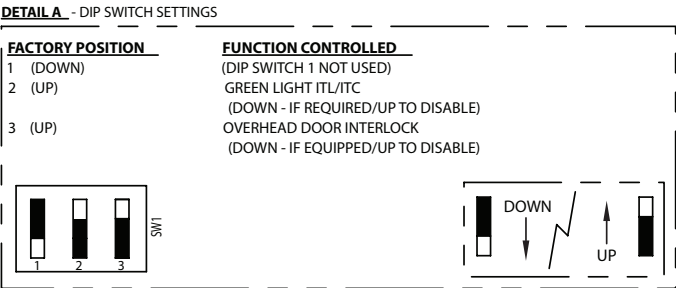 DETAIL A - DIP SWITCH SETTINGS
FACTORY POSITION FUNCTION CONTROLLED
1 (DOWN) (DIP SWITCH 1 NOT USED)
2 (UP) GREEN LIGHT ITL/ITC
(DOWN - IF REQUIRED/UP TO DISABLE)
3 (UP) OVERHEAD DOOR INTERLOCK
(DOWN - IF EQUIPPED/UP TO DISABLE)
SW1
1 2 3
DOWN
UP